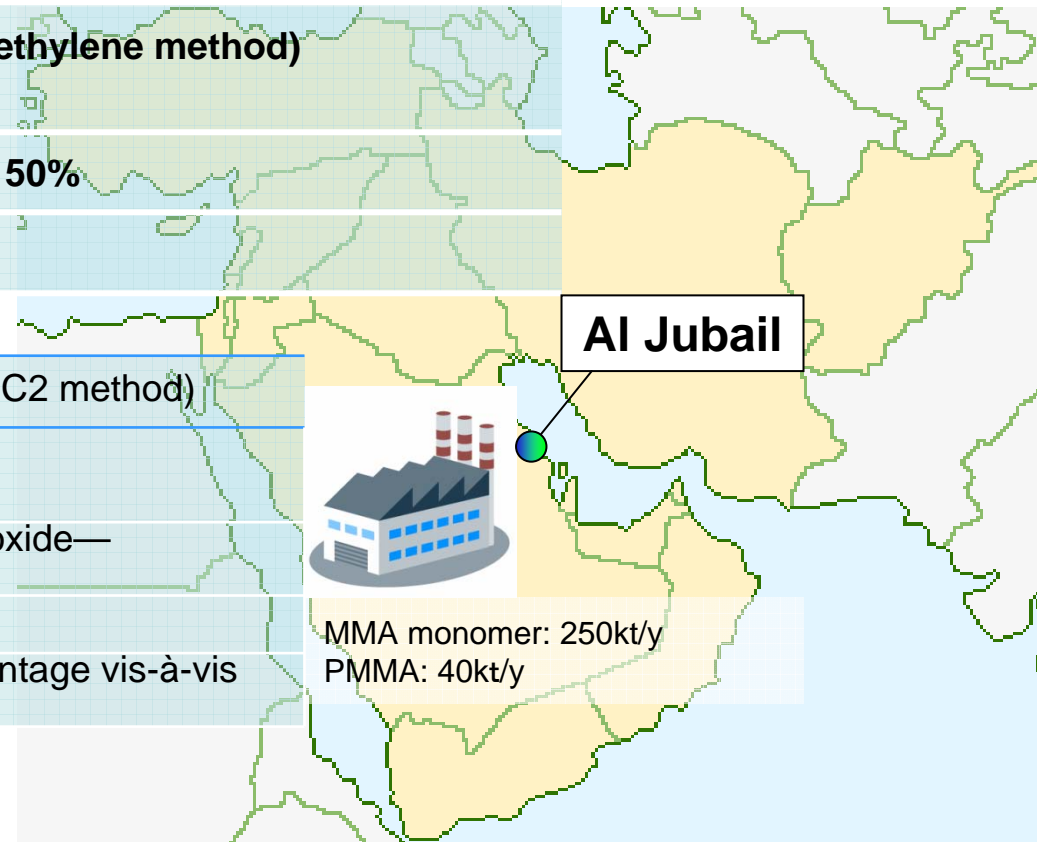 ethylene method)
50%
Al Jubail
C2 method)
oxide—
MMA monomer: 250kt/y
ntage vis-à-vis
PMMA: 40kt/y